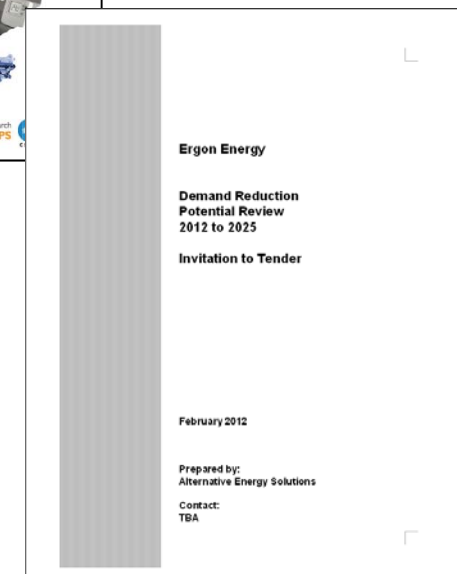 Ergon Energy
Demand Reduction
Potential Review
2012 to 2025
Invitation to Tender
February 2012
Prepared by:
Alternative Energy Solutions
Contact:
TBA